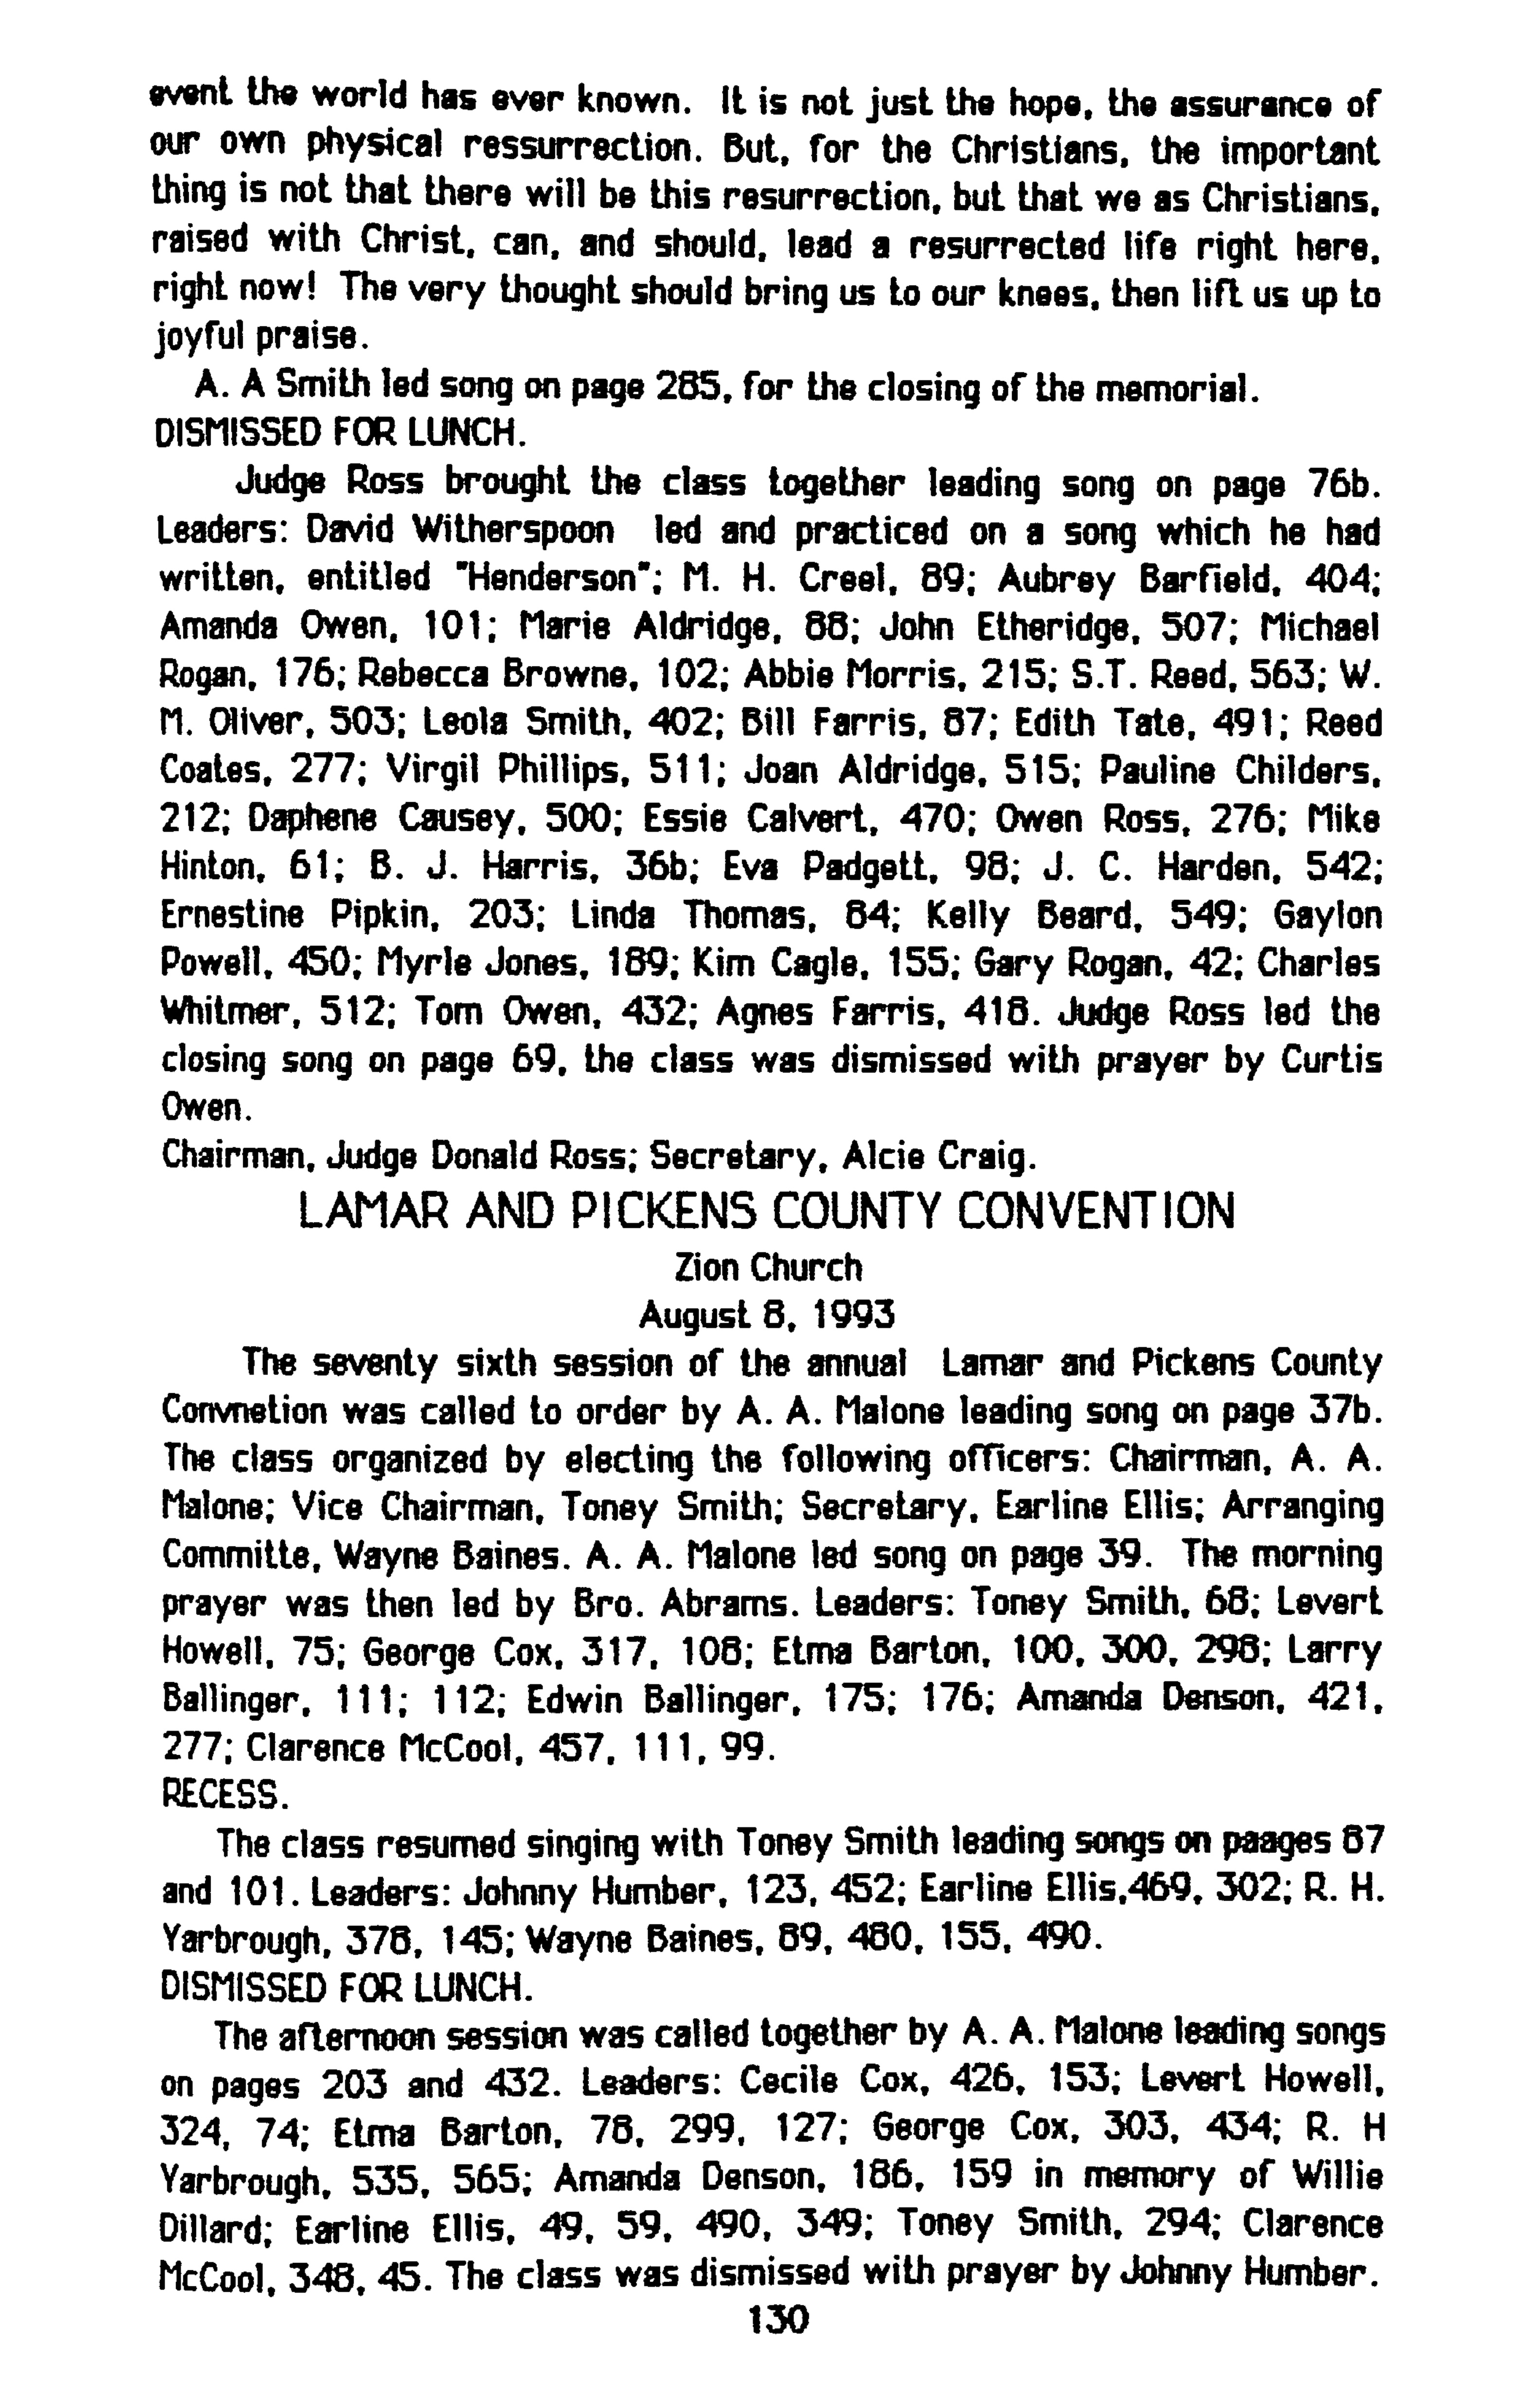 event the world has ever known. It is not just the hope, the assurance of
our own physical ressurrection. But, for the Christians, the important
thing is not that there will be this resurrection, but that we as Christians,
raised with Christ, can, and should, lead a resurrected life right here,
right now! The very thought should bring us to our knees, then lift us up to
joyful praise.
A. A Smith led song on page 285, for the closing of the memorial.
DISMISSED FOR LUNCH.
Judge Ross brought the class together leading song on page 76b.
Leaders: David Witherspoon led and practiced on a song which he had
written, entitled "Henderson"; M. H. Creel, 89; Aubrey Barfield, 404;
Amanda Owen, 101; Marie Aldridge, 88; John Etheridge, 507; Michael
Rogan, 176; Rebecca Browne, 102; Abbie Morris, 215; S.T. Reed, 563; W.
M. Oliver, 503; Leola Smith, 402; Bill Farris, 87; Edith Tate, 491; Reed
Coates, 277; Virgil Phillips, 511; Joan Aldridge, 515; Pauline Childers,
212; Daphene Causey, 500; Essie Calvert, 470; Owen Ross, 276; Mike
Hinton, 61; B. J. Harris, 36b; Eva Padgett, 98; J. C. Harden, 542;
Ernestine Pipkin, 203; Linda Thomas, 84; Kelly Beard, 549; Gaylon
Powell, 450; Myrle Jones, 189; Kim Cagle, 155; Gary Rogan, 42; Charles
Whitmer, 512; Tom Owen, 432; Agnes Farris, 418. Judge Ross led the
closing song on page 69, the class was dismissed with prayer by Curtis
Owen.
Chairman, Judge Donald Ross; Secretary, Alcie Craig.
LAMAR AND PICKENS COUNTY CONVENTION
Zion Church
August 8, 1993
The seventy sixth session of the annual Lamar and Pickens County
Convnetion was called to order by A. A. Malone leading song on page 37b.
The class organized by electing the following officers: Chairman, A. A.
Malone; Vice Chairman, Toney Smith; Secretary, Earline Ellis; Arranging
Committe, Wayne Baines. A. A. Malone led song on page 39. The morning
prayer was then led by Bro. Abrams. Leaders: Toney Smith, 68; Levert
Howell, 75; George Cox, 317, 108; Etma Barton, 100, 300, 298; Larry
Ballinger, 111; 112; Edwin Ballinger, 175; 176; Amanda Denson, 421,
277; Clarence McCool, 457, 111, 99.
RECESS.
The class resumed singing with Toney Smith leading songs on paages 87
and 101. Leaders: Johnny Humber, 123, 452; Earline Ellis,469, 302; R. H.
Yarbrough, 378, 145; Wayne Baines, 89, 480, 155, 490.
DISMISSED FOR LUNCH.
The afternoon session was called together by A. A. Malone leading songs
on pages 203 and 432. Leaders: Cecile Cox, 426, 153; Levert Howell,
324, 74; Etma Barton, 78, 299, 127; George Cox, 303, 434; R. H
Yarbrough, 535, 565; Amanda Denson, 186, 159 in memory of Willie
Dillard; Earline Ellis, 49, 59, 490, 349; Toney Smith, 294; Clarence
McCool, 348, 45. The class was dismissed with prayer by Johnny Humber.
130